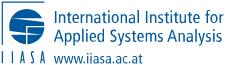 International Institute for
Applied Systems Analysis
IIASA www.iiasa.ac.at